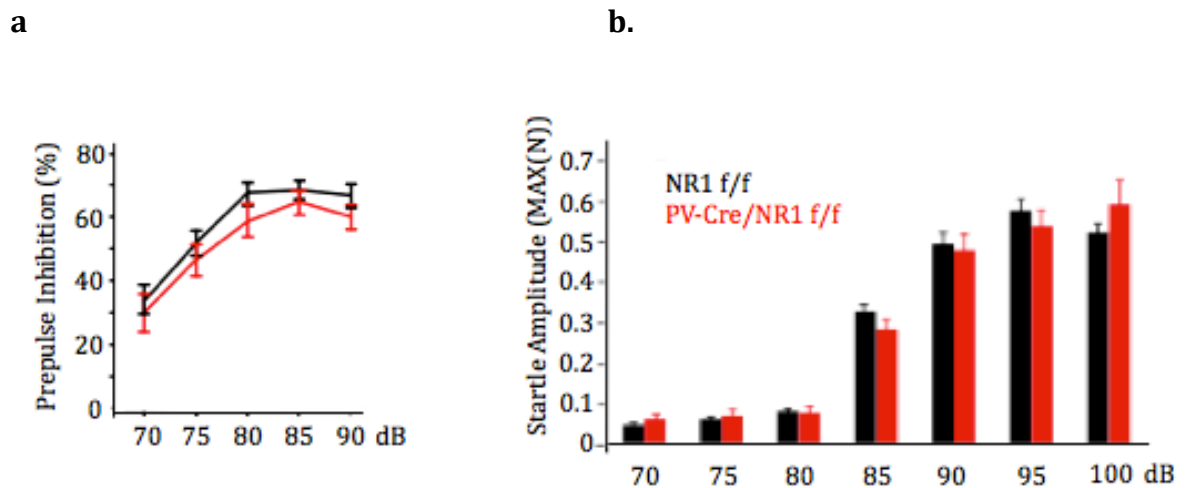 a
b.
Prepulse Inhibition (%)
80
60
40
20
0
70 75 80 85 90 dB
Startle Amplitude (MAX(N))
0.7
0.6
0.5
0.4
0.3
0.2
0.1
0
NR1 f/f
PV-Cre/NR1 f/f
70 75 80 85 90 95 100 dB